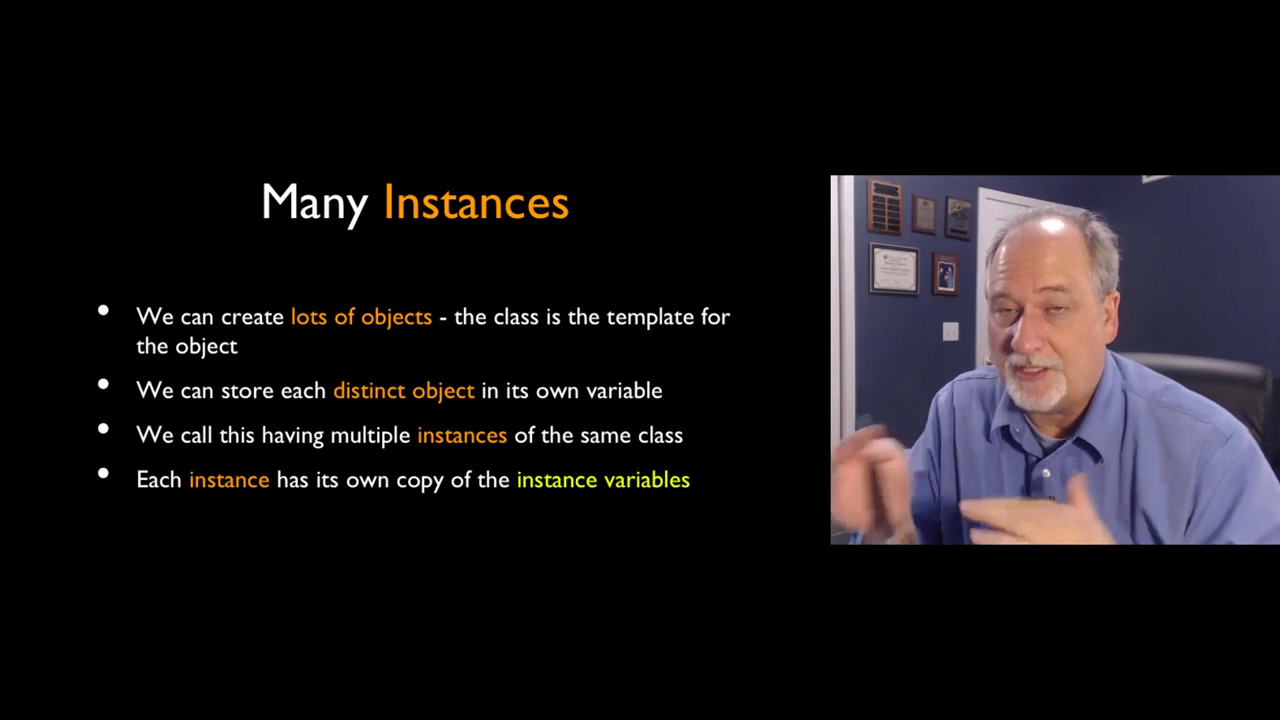 Many Instances
• We can create lots of objects - the class is the template for
the object
• We can store each distinct object in its own variable
• We call this having multiple instances of the same class
• Each instance has its own copy of the instance variables